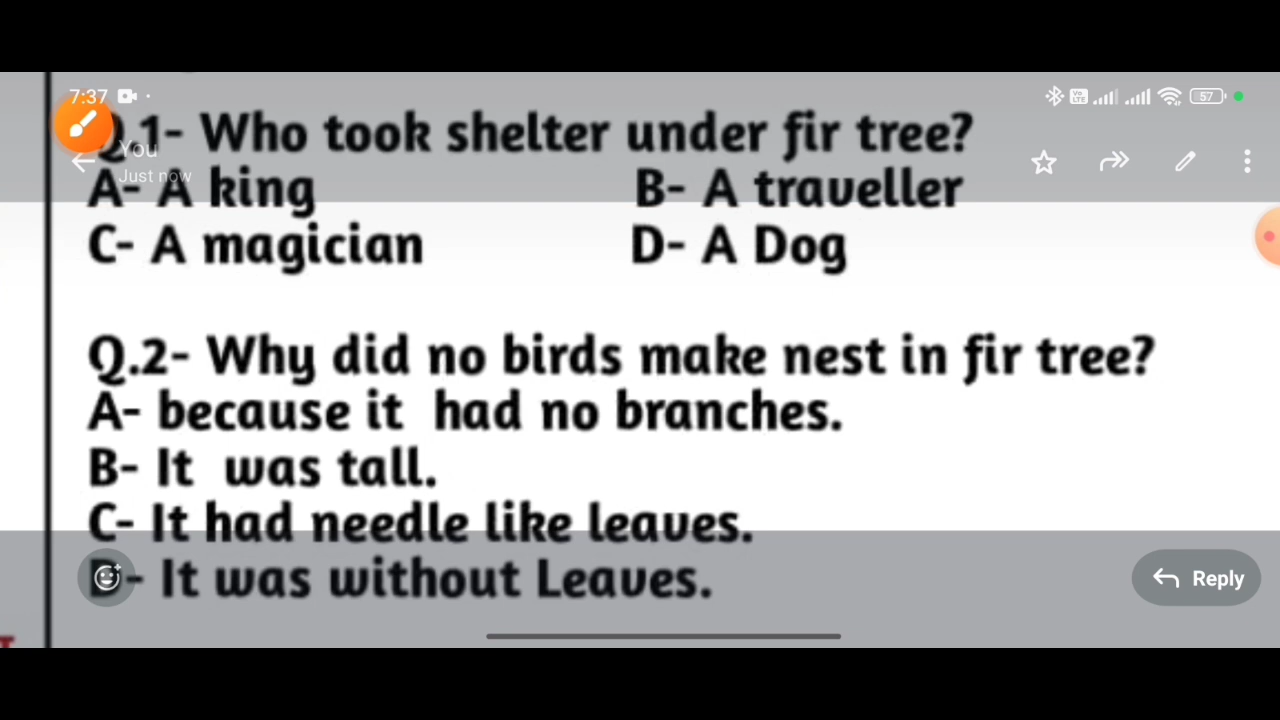 7:37
VoLTE
57
Q.1- Who took shelter under fir tree?
You
Just now
A- A king B- A traveller
C- A magician D- A Dog
Q.2- Why did no birds make nest in fir tree?
A- because it had no branches.
B- It was tall.
C- It had needle like leaves.
D- It was without Leaves.
Reply